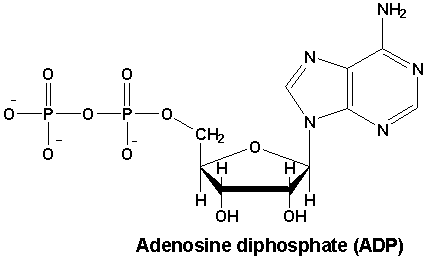 NH₂
O O N N
O⁻ P O P O CH₂ O N N
O⁻ O⁻ H H H H
OH OH
Adenosine diphosphate (ADP)